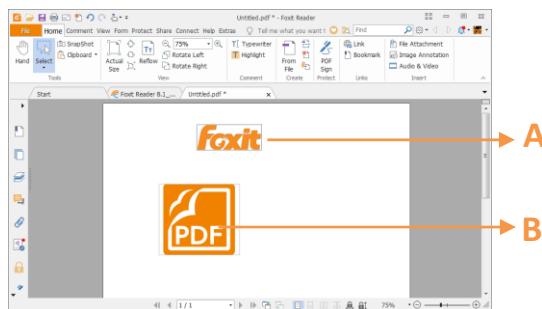 Untitled.pdf * - Foxit Reader
File Home Comment View Form Protect Share Connect Help Extras Tell me what you want t Find
Hand
Select
SnapShot
Clipboard
Actual Size
Reflow
75%
Rotate Left
Rotate Right
Typewriter
Highlight
From File
PDF Sign
Link
Bookmark
File Attachment
Image Annotation
Audio & Video
Tools View Comment Create Protect Links Insert
Start Foxit Reader 8.1_... Untitled.pdf *
foxit
A
PDF
B
1 / 1 75%